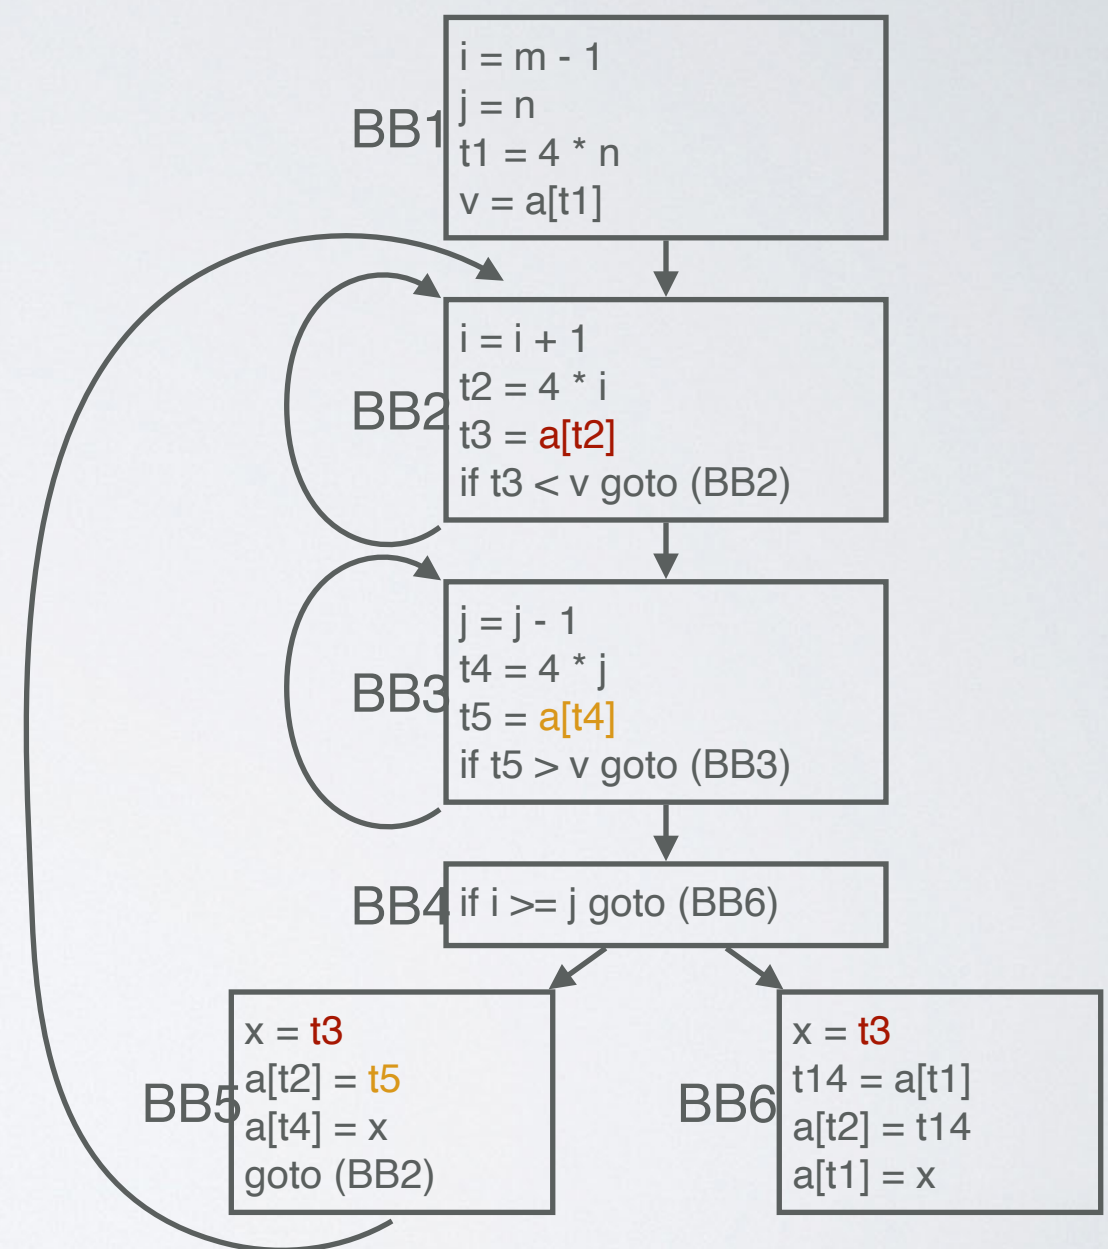 BB1
i = m - 1
j = n
t1 = 4 * n
v = a[t1]
BB2
i = i + 1
t2 = 4 * i
t3 = a[t2]
if t3 < v goto (BB2)
BB3
j = j - 1
t4 = 4 * j
t5 = a[t4]
if t5 > v goto (BB3)
BB4
if i >= j goto (BB6)
BB5
x = t3
a[t2] = t5
a[t4] = x
goto (BB2)
BB6
x = t3
t14 = a[t1]
a[t2] = t14
a[t1] = x